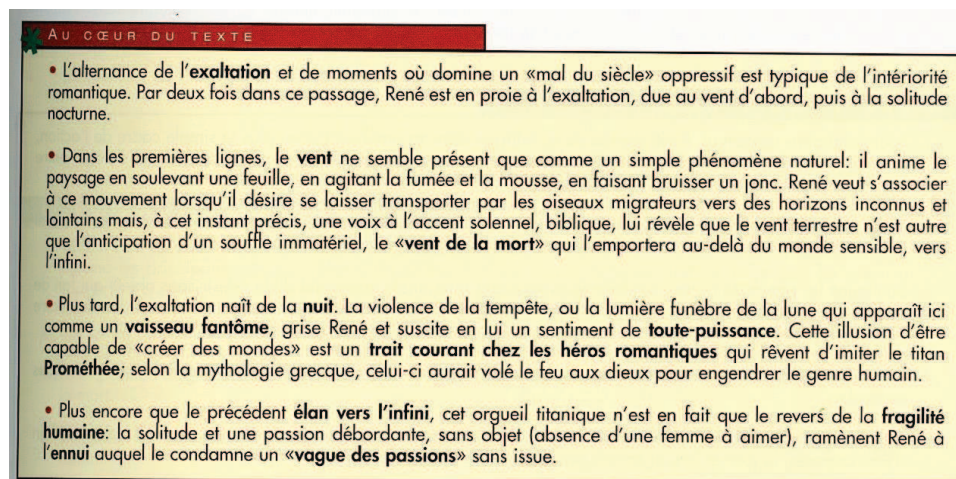 AU CŒUR DU TEXTE
• L'alternance de l'exaltation et de moments où domine un «mal du siècle» oppressif est typique de l'intériorité
romantique. Par deux fois dans ce passage, René est en proie à l'exaltation, due au vent d'abord, puis à la solitude
nocturne.
• Dans les premières lignes, le vent ne semble présent que comme un simple phénomène naturel: il anime le
paysage en soulevant une feuille, en agitant la fumée et la mousse, en faisant bruisser un jonc. René veut s'associer
à ce mouvement lorsqu'il désire se laisser transporter par les oiseaux migrateurs vers des horizons inconnus et
lointains mais, à cet instant précis, une voix à l'accent solennel, biblique, lui révèle que le vent terrestre n'est autre
que l'anticipation d'un souffle immatériel, le «vent de la mort» qui l'emportera au-delà du monde sensible, vers
l'infini.
• Plus tard, l'exaltation naît de la nuit. La violence de la tempête, ou la lumière funèbre de la lune qui apparaît ici
comme un vaisseau fantôme, grise René et suscite en lui un sentiment de toute-puissance. Cette illusion d'être
capable de «créer des mondes» est un trait courant chez les héros romantiques qui rêvent d'imiter le titan
Prométhée; selon la mythologie grecque, celui-ci aurait volé le feu aux dieux pour engendrer le genre humain.
• Plus encore que le précédent élan vers l'infini, cet orgueil titanique n'est en fait que le revers de la fragilité
humaine: la solitude et une passion débordante, sans objet (absence d'une femme à aimer), ramènent René à
l'ennui auquel le condamne un «vague des passions» sans issue.